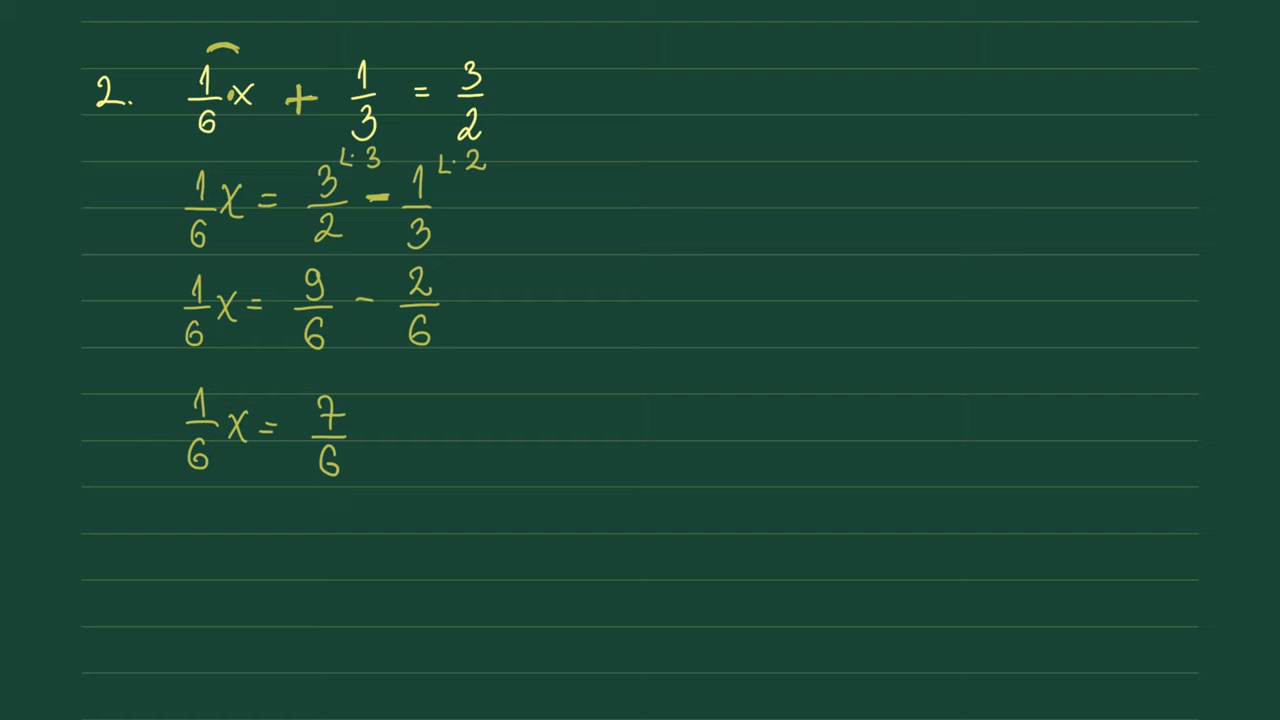 2. 1/6 · x + 1/3 = 3/2
1/6 x = 3/2 ∟· 3 - 1/3 ∟· 2
1/6 x = 9/6 - 2/6
1/6 x = 7/6